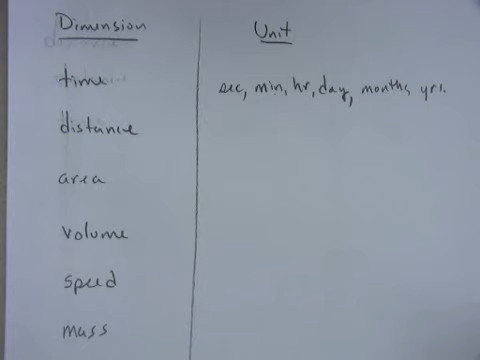 Dimension Unit
time sec, min, hr, day, months, yrs.
distance
area
volume
speed
mass